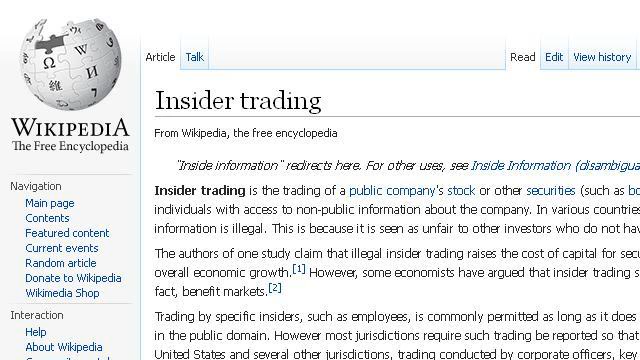 WIKIPEDIA
The Free Encyclopedia
Navigation
Main page
Contents
Featured content
Current events
Random article
Donate to Wikipedia
Wikimedia Shop
Interaction
Help
About Wikipedia
Article Talk Read Edit View history
Insider trading
From Wikipedia, the free encyclopedia
"Inside information" redirects here. For other uses, see Inside Information (disambigua
Insider trading is the trading of a public company's stock or other securities (such as bo
individuals with access to non-public information about the company. In various countries
information is illegal. This is because it is seen as unfair to other investors who do not hav
The authors of one study claim that illegal insider trading raises the cost of capital for secu
overall economic growth.[1] However, some economists have argued that insider trading s
fact, benefit markets.[2]
Trading by specific insiders, such as employees, is commonly permitted as long as it does
in the public domain. However most jurisdictions require such trading be reported so that
United States and several other jurisdictions, trading conducted by corporate officers, key